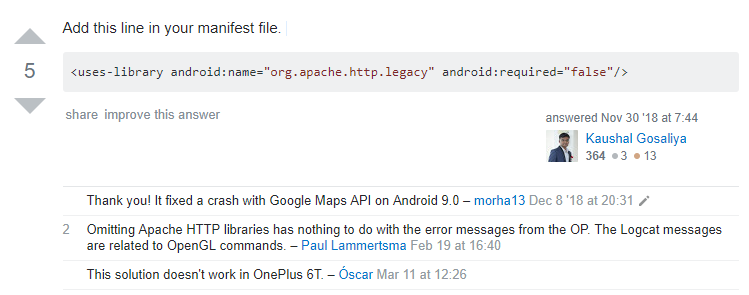 Add this line in your manifest file.
5
<uses-library android:name="org.apache.http.legacy" android:required="false"/>
share improve this answer
answered Nov 30 '18 at 7:44
Kaushal Gosaliya
364 3 13
Thank you! It fixed a crash with Google Maps API on Android 9.0 – morha13 Dec 8 '18 at 20:31
2 Omitting Apache HTTP libraries has nothing to do with the error messages from the OP. The Logcat messages
are related to OpenGL commands. – Paul Lammertsma Feb 19 at 16:40
This solution doesn't work in OnePlus 6T. – Óscar Mar 11 at 12:26